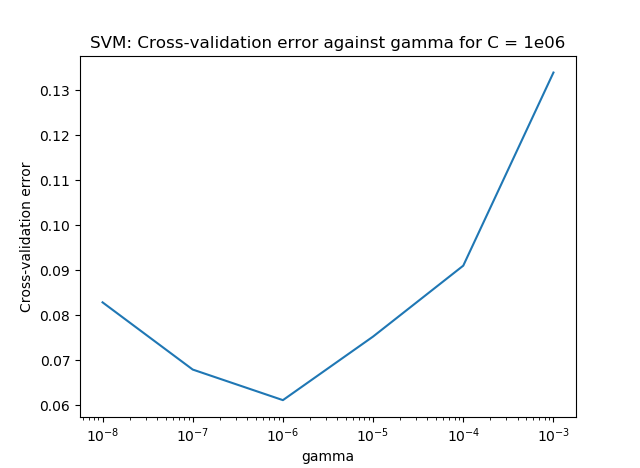 SVM: Cross-validation error against gamma for C = 1e06
0.13
0.12
0.11
0.10
0.09
0.08
0.07
0.06
Cross-validation error
10⁻⁸ 10⁻⁷ 10⁻⁶ 10⁻⁵ 10⁻⁴ 10⁻³
gamma